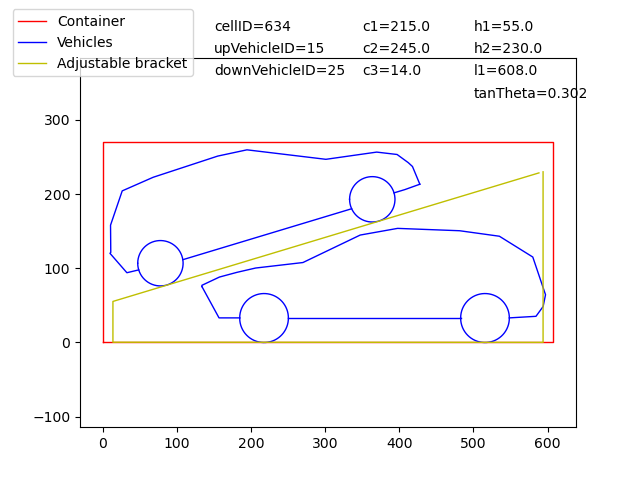 Container
Vehicles
Adjustable bracket
cellID=634 c1=215.0 h1=55.0
upVehicleID=15 c2=245.0 h2=230.0
downVehicleID=25 c3=14.0 l1=608.0
tanTheta=0.302
300
200
100
0
−100
0 100 200 300 400 500 600